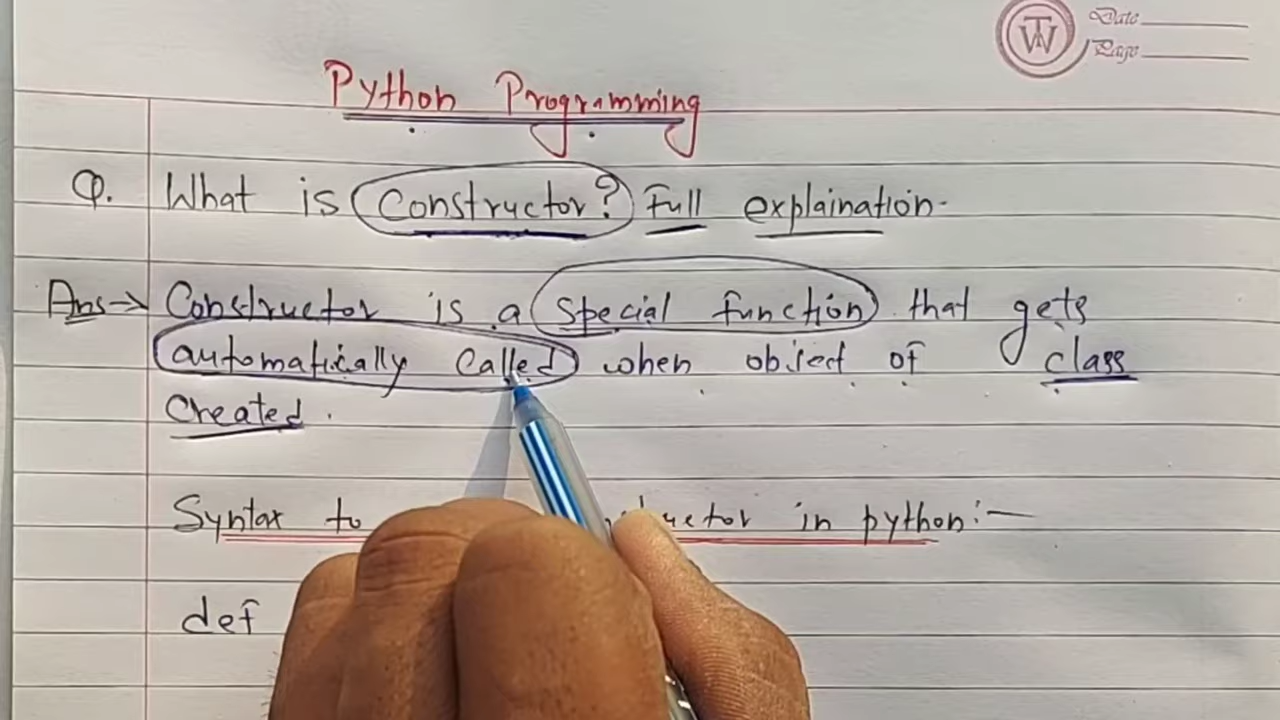 Date
Page
Python Programming
Q. What is Constructor? Full explaination.
Ans→ Constructor is a special function that gets
automatically called when object of class
created.
Syntax to in python:—
def